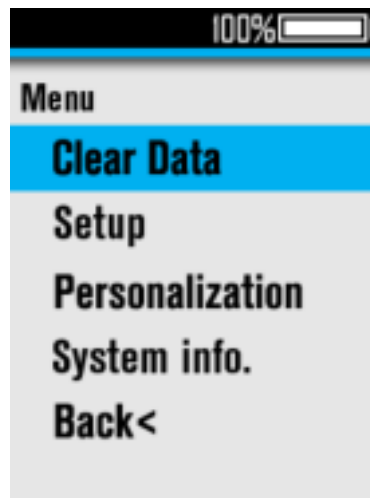 100%
Menu
Clear Data
Setup
Personalization
System info.
Back<